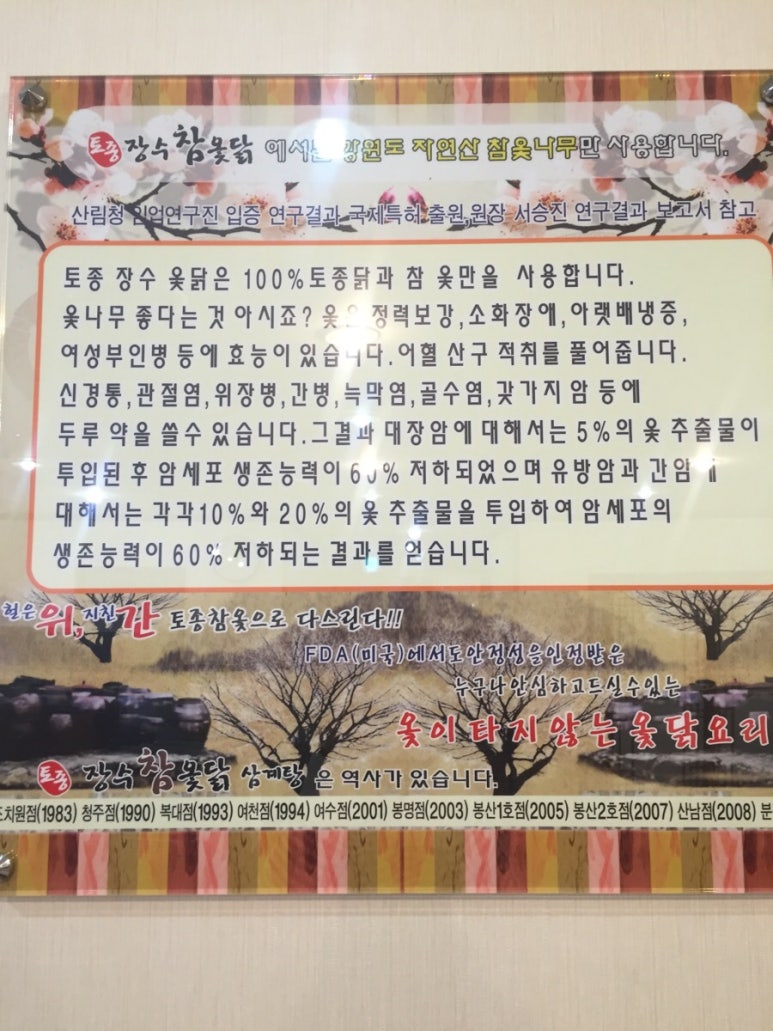 토종 장수 참옻닭 에서는 강원도 자연산 참옻나무만 사용합니다.
산림청 임업연구진 입증 연구결과 국제특허 출원,원장 서승진 연구결과 보고서 참고
토종 장수 옻닭은 100%토종닭과 참 옻만을 사용합니다.
옻나무 좋다는 것 아시죠? 옻은 정력보강,소화장애,아랫배냉증,
여성부인병 등에 효능이 있습니다.어혈 산구 적취를 풀어줍니다.
신경통,관절염,위장병,간병,늑막염,골수염,갖가지 암 등에
두루 약을 쓸수 있습니다.그결과 대장암에 대해서는 5%의 옻 추출물이
투입된 후 암세포 생존능력이 60% 저하되었으며 유방암과 간암에
대해서는 각각10%와 20%의 옻 추출물을 투입하여 암세포의
생존능력이 60% 저하되는 결과를 얻습니다.
헐은 위, 지친 간 토종참옻으로 다스린다!!
FDA(미국)에서도안정성을인정받은
누구나안심하고드실수있는
옻이타지않는옻닭요리
토종 장수 참옻닭 삼계탕 은 역사가 있습니다.
조치원점(1983) 청주점(1990) 복대점(1993) 여천점(1994) 여수점(2001) 봉명점(2003) 봉산1호점(2005) 봉산2호점(2007) 산남점(2008) 분